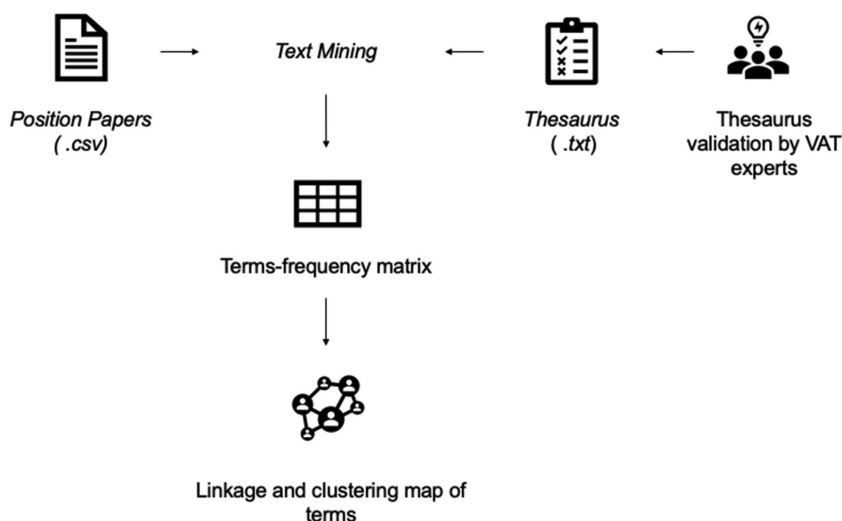 Text Mining
Position Papers
( .csv)
Thesaurus
( .txt)
Thesaurus
validation by VAT
experts
Terms-frequency matrix
Linkage and clustering map of
terms